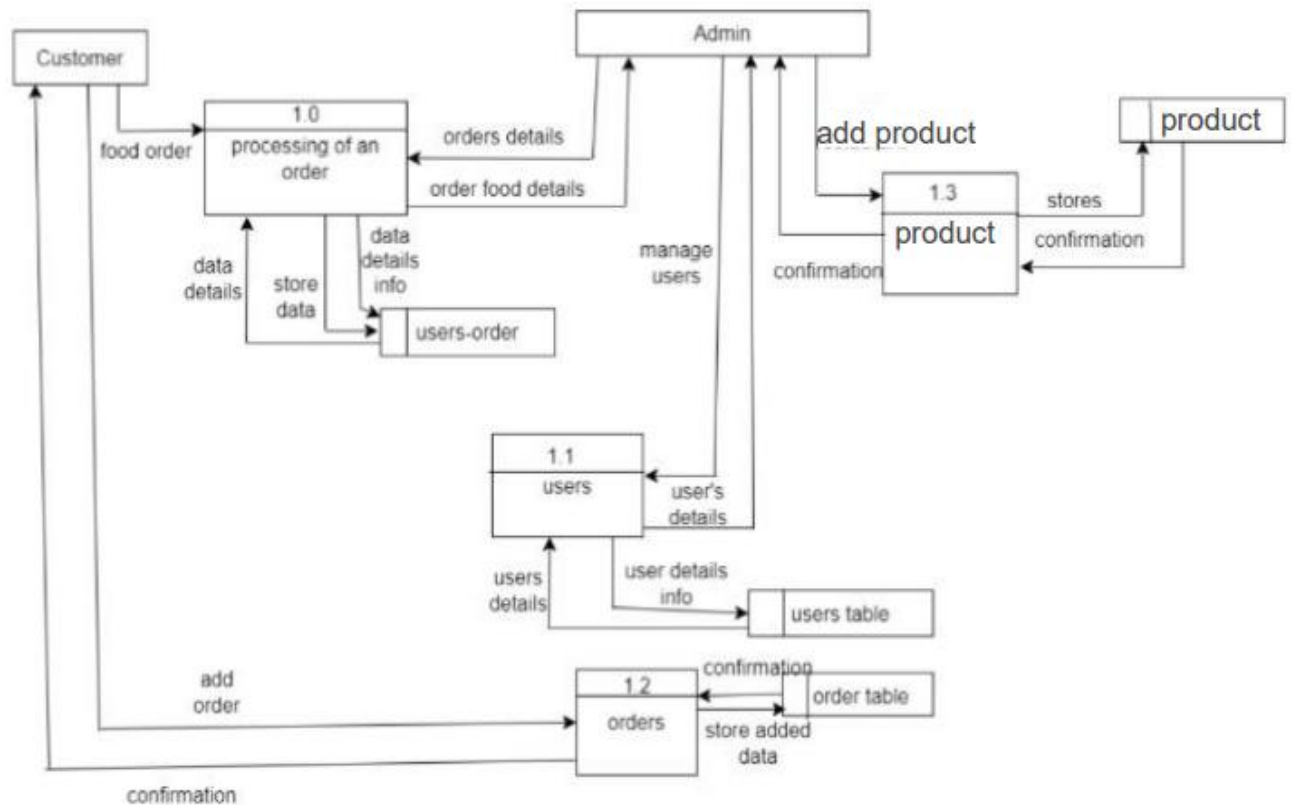 Admin
Customer
1.0
processing of an
order
food order
orders details
order food details
add product
product
1.3
product
stores
confirmation
confirmation
manage
users
data
details
store
data
data
details
info
users-order
1.1
users
user's
details
users
details
user details
info
users table
add
order
1.2
orders
confirmation
order table
store added
data
confirmation